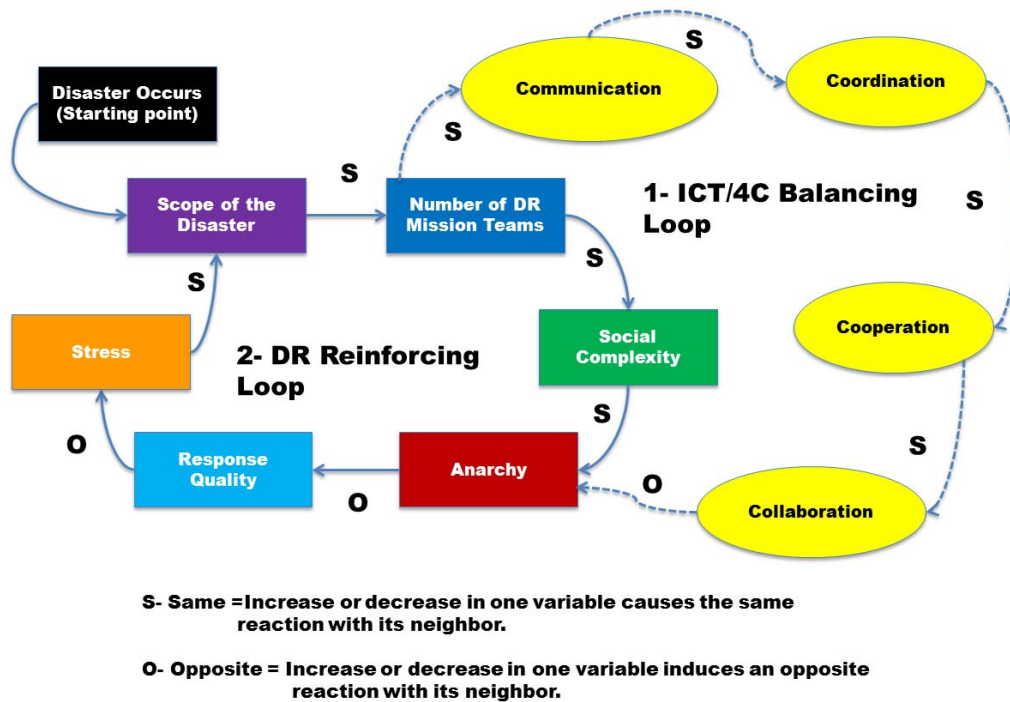 Disaster Occurs
(Starting point)
Communication
S
Coordination
S
S
Scope of the
Disaster
Number of DR
Mission Teams
1- ICT/4C Balancing
Loop
S
S
S
Stress
2- DR Reinforcing
Loop
Social
Complexity
Cooperation
O
Response
Quality
O
Anarchy
S
O
S
Collaboration
S- Same =Increase or decrease in one variable causes the same
reaction with its neighbor.
O- Opposite = Increase or decrease in one variable induces an opposite
reaction with its neighbor.